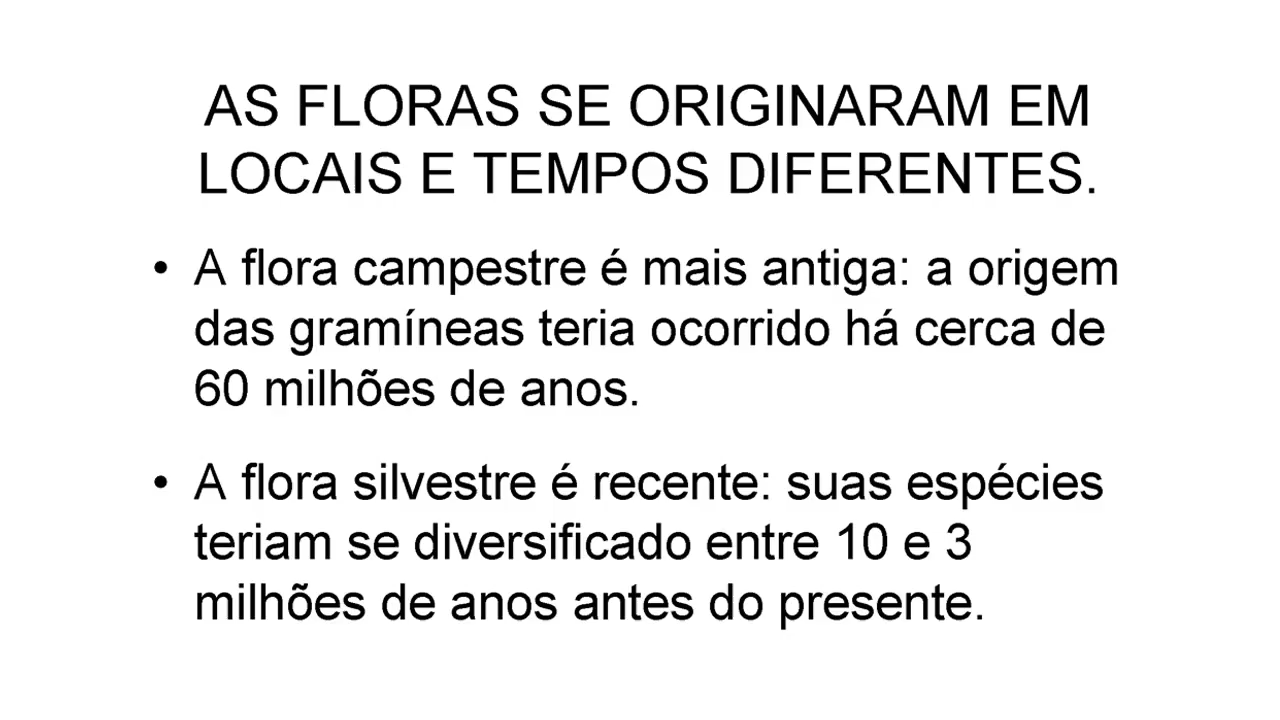 AS FLORAS SE ORIGINARAM EM
LOCAIS E TEMPOS DIFERENTES.
• A flora campestre é mais antiga: a origem
das gramíneas teria ocorrido há cerca de
60 milhões de anos.
• A flora silvestre é recente: suas espécies
teriam se diversificado entre 10 e 3
milhões de anos antes do presente.